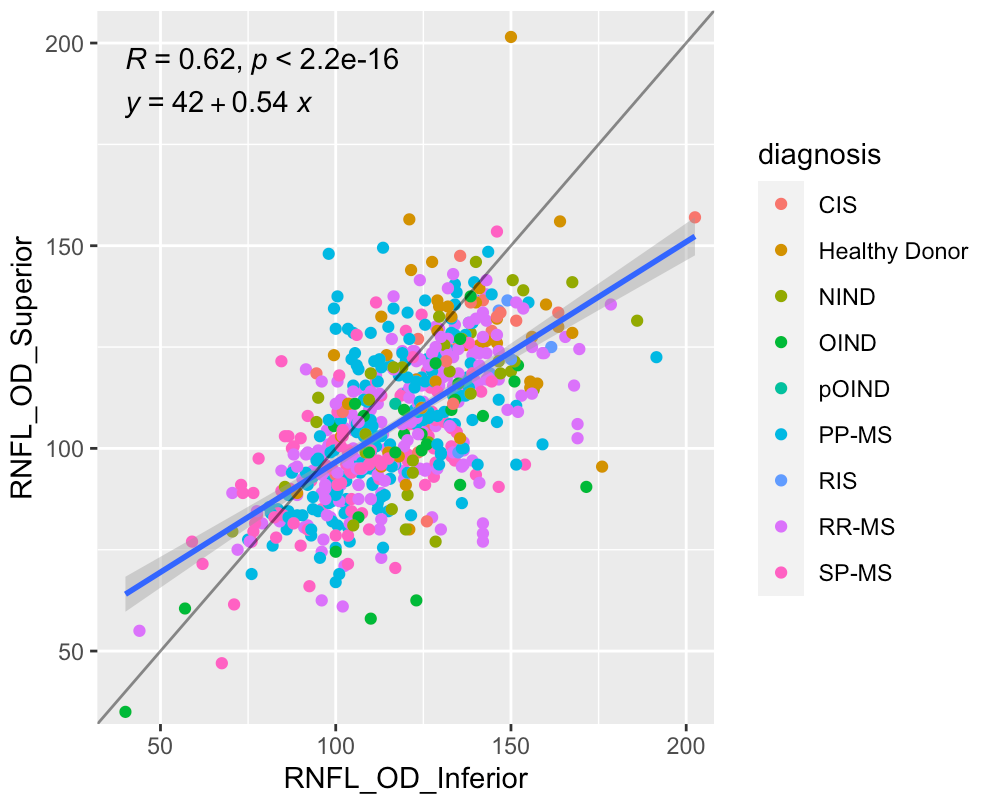 R = 0.62, p < 2.2e-16
y = 42 + 0.54 x
200
150
100
50
RNFL_OD_Superior
50 100 150 200
RNFL_OD_Inferior
diagnosis
CIS
Healthy Donor
NIND
OIND
pOIND
PP-MS
RIS
RR-MS
SP-MS